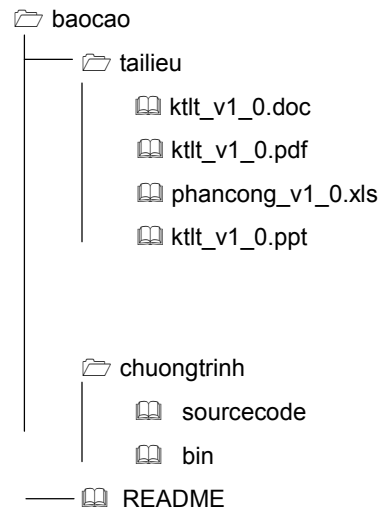 baocao
tailieu
ktlt_v1_0.doc
ktlt_v1_0.pdf
phancong_v1_0.xls
ktlt_v1_0.ppt
chuongtrinh
sourcecode
bin
README